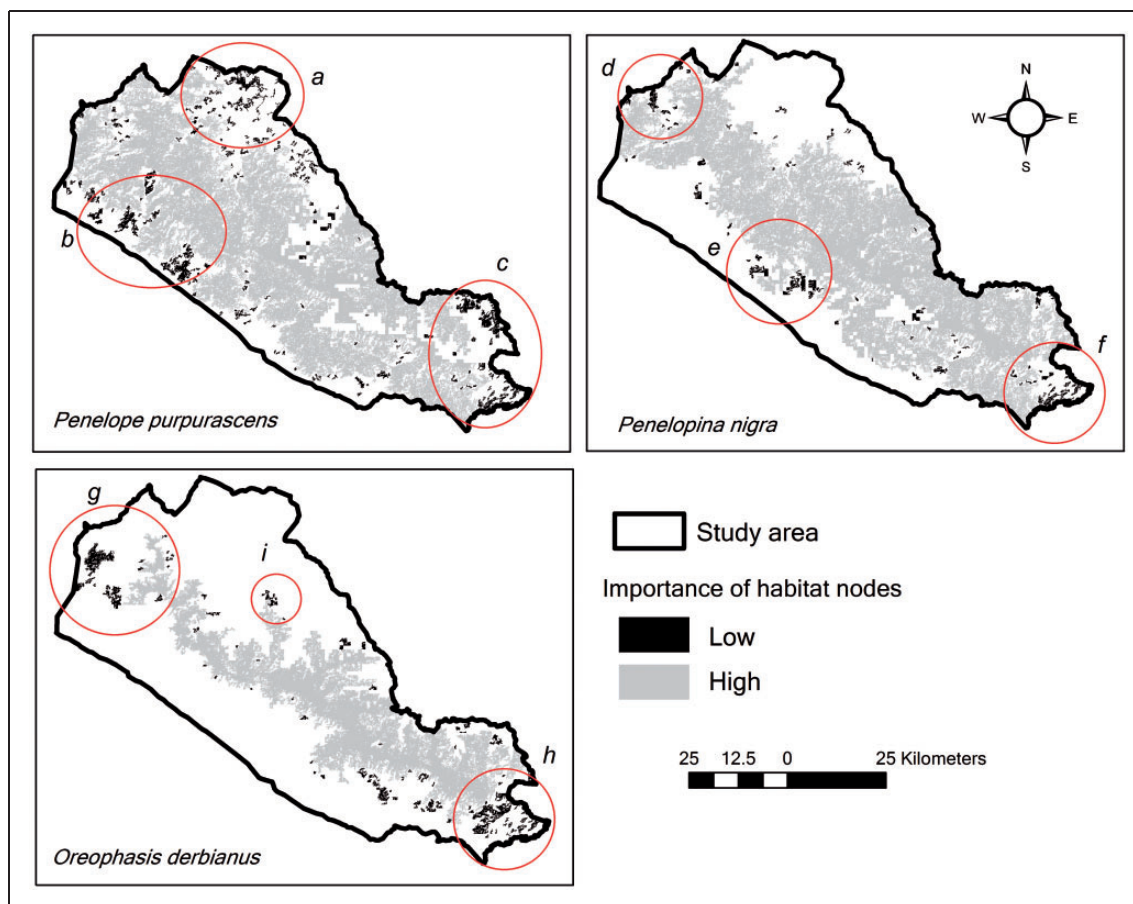 a
b
c
Penelope purpurascens
d
e
f
N
W E
S
Penelopina nigra
g
i
h
Oreophasis derbianus
Study area
Importance of habitat nodes
Low
High
25 12.5 0 25 Kilometers